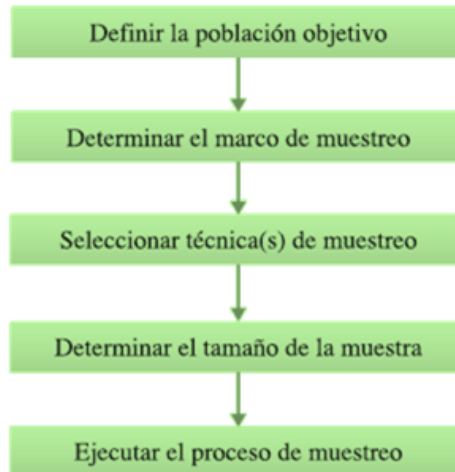 Definir la población objetivo
Determinar el marco de muestreo
Seleccionar técnica(s) de muestreo
Determinar el tamaño de la muestra
Ejecutar el proceso de muestreo